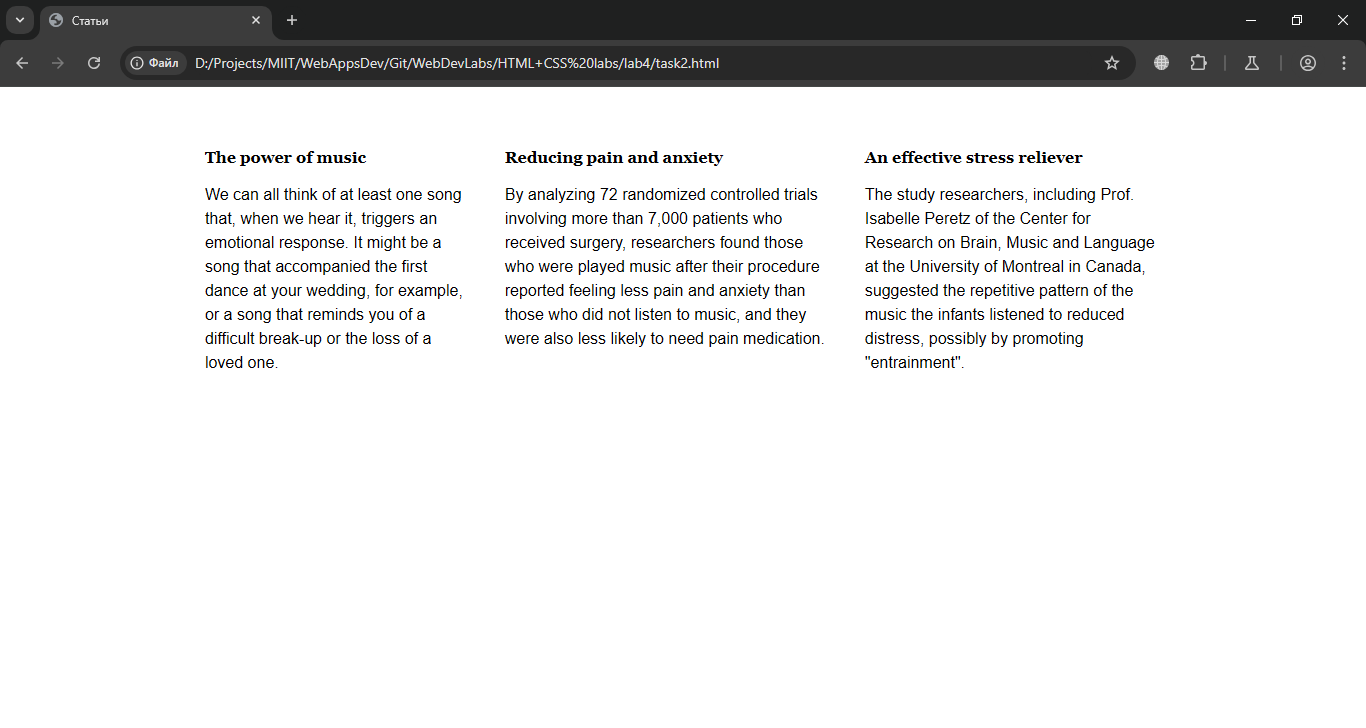 Статьи
Файл D:/Projects/MIIT/WebAppsDev/Git/WebDevLabs/HTML+CSS%20labs/lab4/task2.html
The power of music
We can all think of at least one song
that, when we hear it, triggers an
emotional response. It might be a
song that accompanied the first
dance at your wedding, for example,
or a song that reminds you of a
difficult break-up or the loss of a
loved one.
Reducing pain and anxiety
By analyzing 72 randomized controlled trials
involving more than 7,000 patients who
received surgery, researchers found those
who were played music after their procedure
reported feeling less pain and anxiety than
those who did not listen to music, and they
were also less likely to need pain medication.
An effective stress reliever
The study researchers, including Prof.
Isabelle Peretz of the Center for
Research on Brain, Music and Language
at the University of Montreal in Canada,
suggested the repetitive pattern of the
music the infants listened to reduced
distress, possibly by promoting
"entrainment".